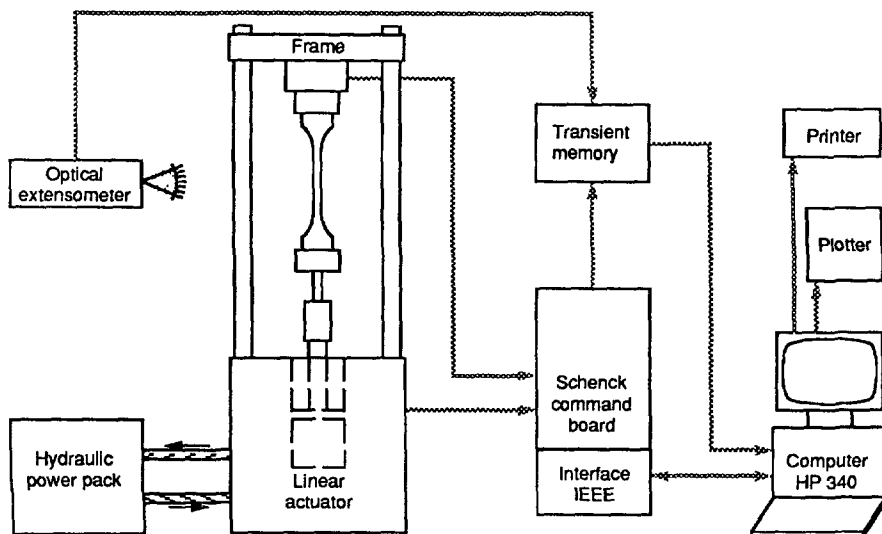 Frame
Optical
extensometer
Transient
memory
Printer
Plotter
Schenck
command
board
Hydraulic
power pack
Linear
actuator
Interface
IEEE
Computer
HP 340